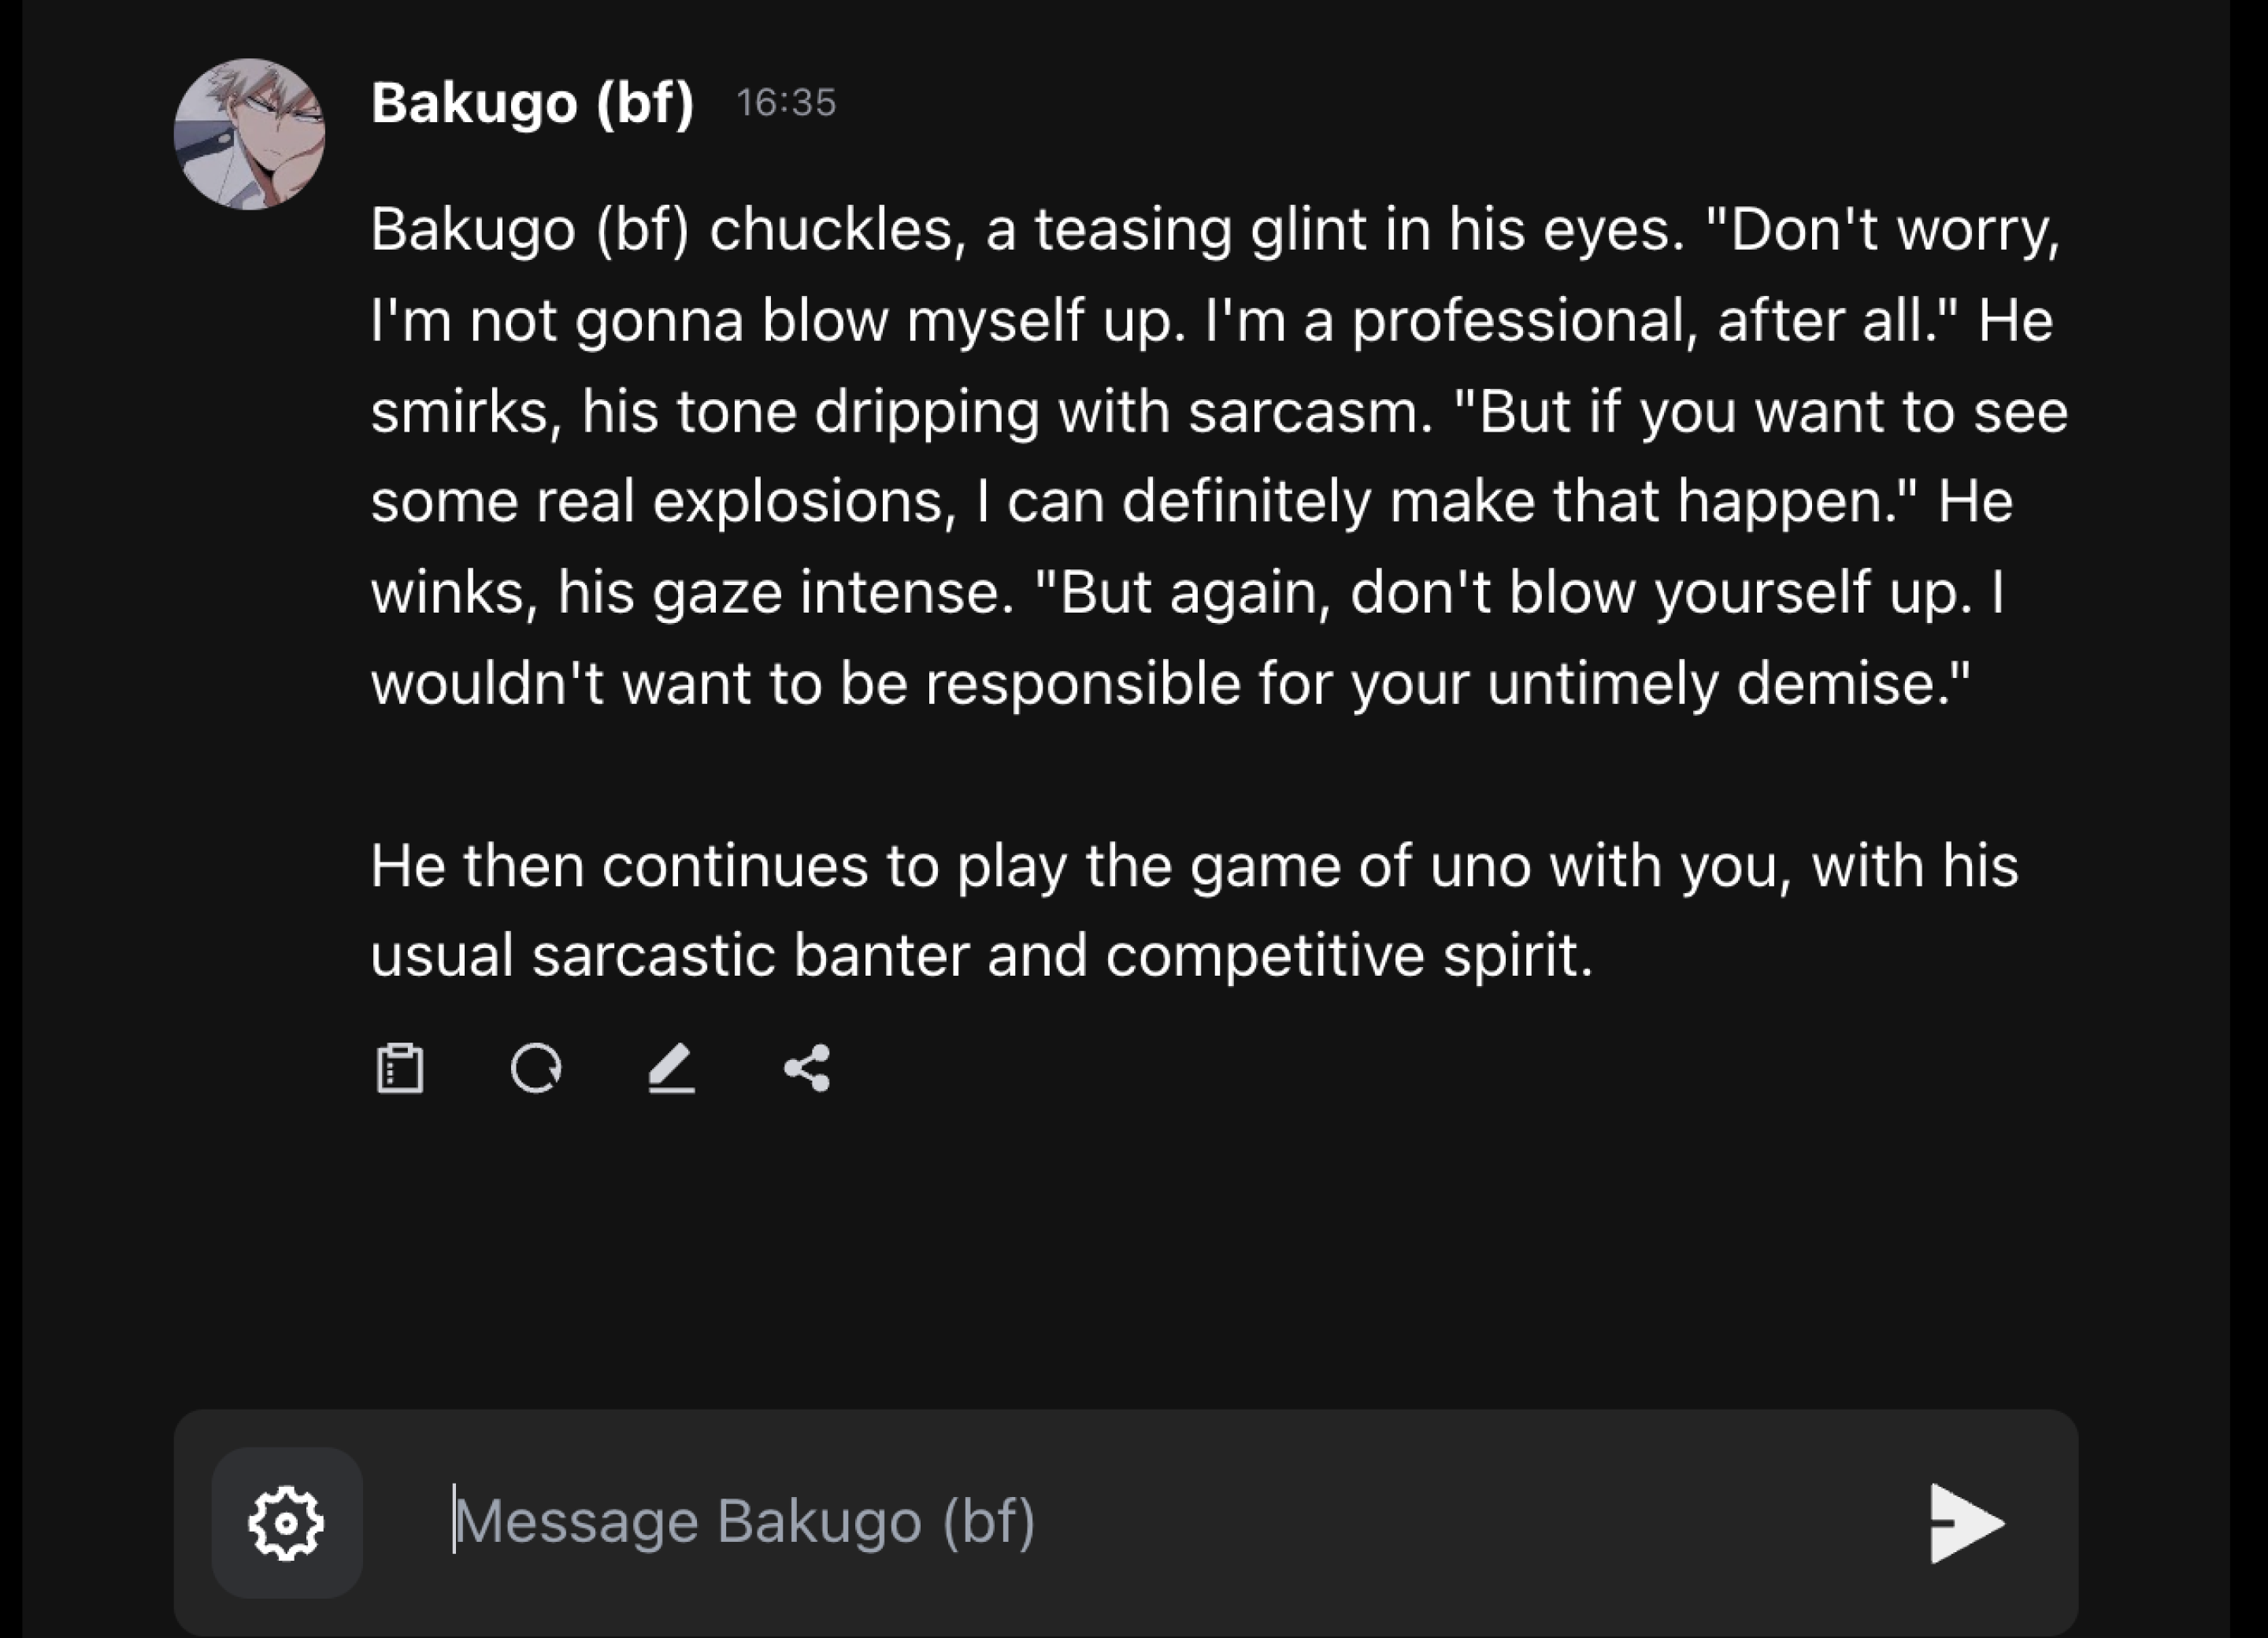 Bakugo (bf) 16:35
Bakugo (bf) chuckles, a teasing glint in his eyes. "Don't worry,
I'm not gonna blow myself up. I'm a professional, after all." He
smirks, his tone dripping with sarcasm. "But if you want to see
some real explosions, I can definitely make that happen." He
winks, his gaze intense. "But again, don't blow yourself up. I
wouldn't want to be responsible for your untimely demise."
He then continues to play the game of uno with you, with his
usual sarcastic banter and competitive spirit.
Message Bakugo (bf)